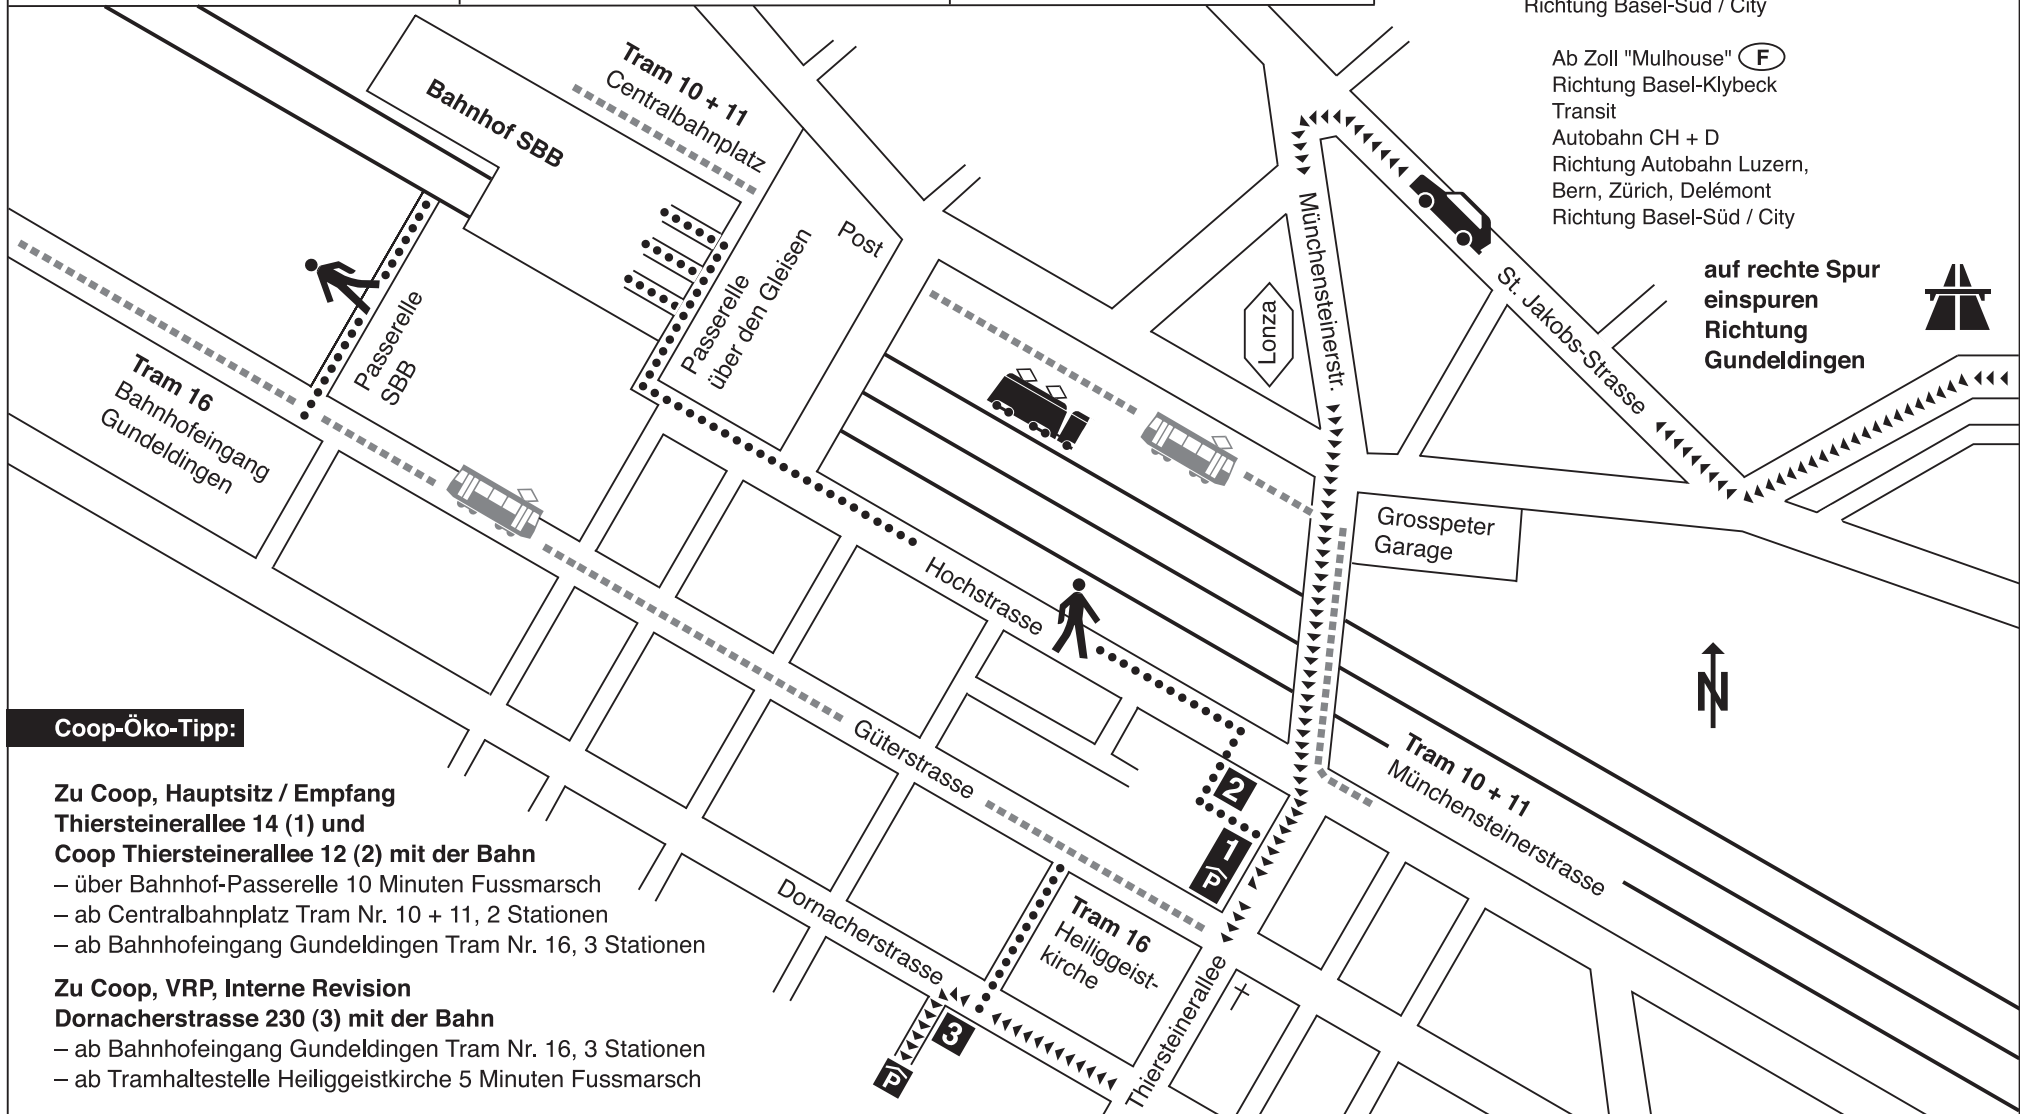 Richtung Basel-Süd / City
Ab Zoll "Mulhouse" F
Richtung Basel-Klybeck
Transit
Autobahn CH + D
Richtung Autobahn Luzern,
Bern, Zürich, Delémont
Richtung Basel-Süd / City
auf rechte Spur
einspuren
Richtung
Gundeldingen
Tram 10 + 11
Centralbahnplatz
Bahnhof SBB
Post
Passerelle
über den Gleisen
Passerelle
SBB
Tram 16
Bahnhofeingang
Gundeldingen
Münchensteinerstr.
Lonza
St. Jakobs-Strasse
Grosspeter
Garage
Hochstrasse
N
Tram 10 + 11
Münchensteinerstrasse
Güterstrasse
2
1
P
Dornacherstrasse
Tram 16
Heiliggeist-
kirche
Thiersteinerallee
3
P
Coop-Öko-Tipp:
Zu Coop, Hauptsitz / Empfang
Thiersteinerallee 14 (1) und
Coop Thiersteinerallee 12 (2) mit der Bahn
– über Bahnhof-Passerelle 10 Minuten Fussmarsch
– ab Centralbahnplatz Tram Nr. 10 + 11, 2 Stationen
– ab Bahnhofeingang Gundeldingen Tram Nr. 16, 3 Stationen
Zu Coop, VRP, Interne Revision
Dornacherstrasse 230 (3) mit der Bahn
– ab Bahnhofeingang Gundeldingen Tram Nr. 16, 3 Stationen
– ab Tramhaltestelle Heiliggeistkirche 5 Minuten Fussmarsch